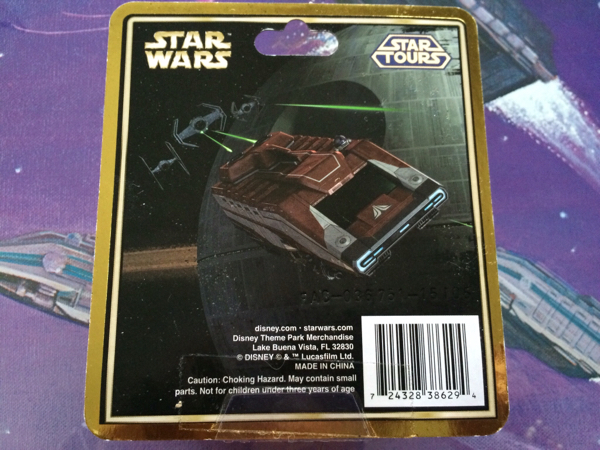 STAR
WARS
STAR
TOURS
disney.com • starwars.com
Disney Theme Park Merchandise
Lake Buena Vista, FL 32830
© DISNEY © & ™ Lucasfilm Ltd.
MADE IN CHINA
Caution: Choking Hazard. May contain small
parts. Not for children under three years of age
7 24328 38629 4